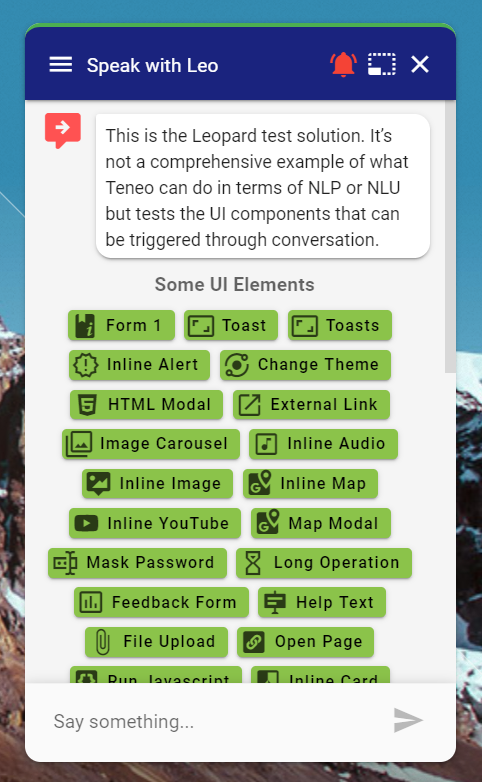 Speak with Leo
This is the Leopard test solution. It’s
not a comprehensive example of what
Teneo can do in terms of NLP or NLU
but tests the UI components that can
be triggered through conversation.
Some UI Elements
Form 1 Toast Toasts
Inline Alert Change Theme
HTML Modal External Link
Image Carousel Inline Audio
Inline Image Inline Map
Inline YouTube Map Modal
Mask Password Long Operation
Feedback Form Help Text
File Upload Open Page
Run Javascript Inline Card
Say something...